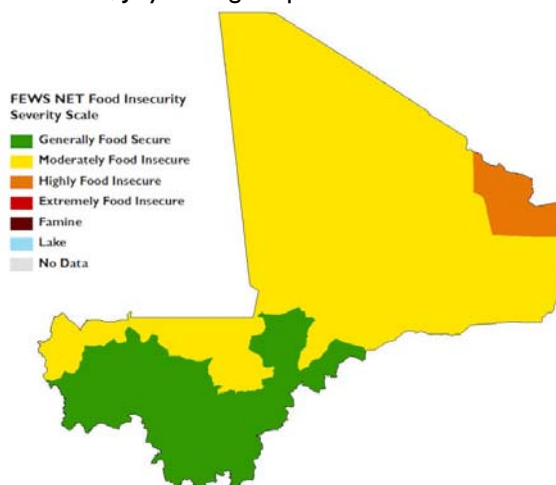 FEWS NET Food Insecurity
Severity Scale
Generally Food Secure
Moderately Food Insecure
Highly Food Insecure
Extremely Food Insecure
Famine
Lake
No Data